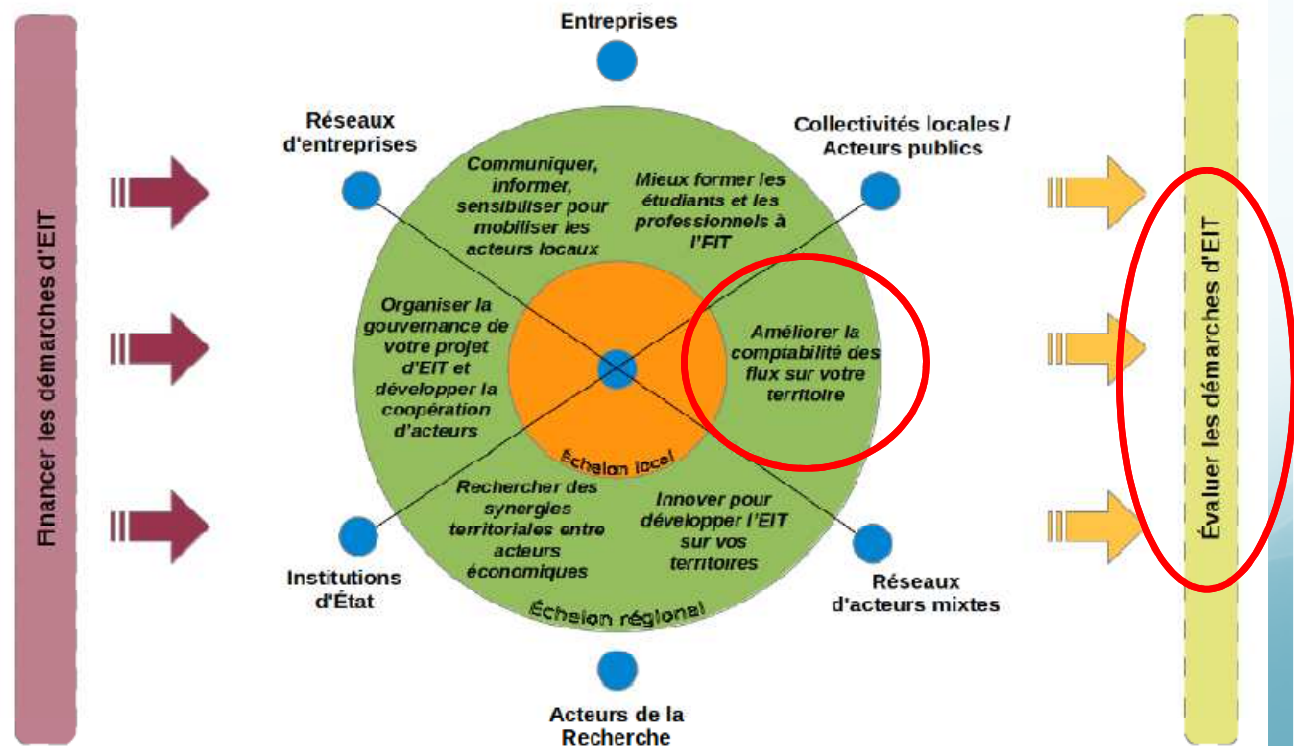 Financer les démarches d'EIT
Entreprises
Réseaux
d'entreprises
Collectivités locales /
Acteurs publics
Communiquer,
informer,
sensibiliser pour
mobiliser les
acteurs locaux
Mieux former les
étudiants et les
professionnels à
l'EIT
Organiser la
gouvernance de
votre projet
d'EIT et
développer la
coopération
d'acteurs
Améliorer la
comptabilité des
flux sur votre
territoire
Échelon local
Rechercher des
synergies
territoriales entre
acteurs
économiques
Innover pour
développer l'EIT
sur vos
territoires
Échelon régional
Institutions
d'État
Réseaux
d'acteurs mixtes
Acteurs de la
Recherche
Évaluer les démarches d'EIT